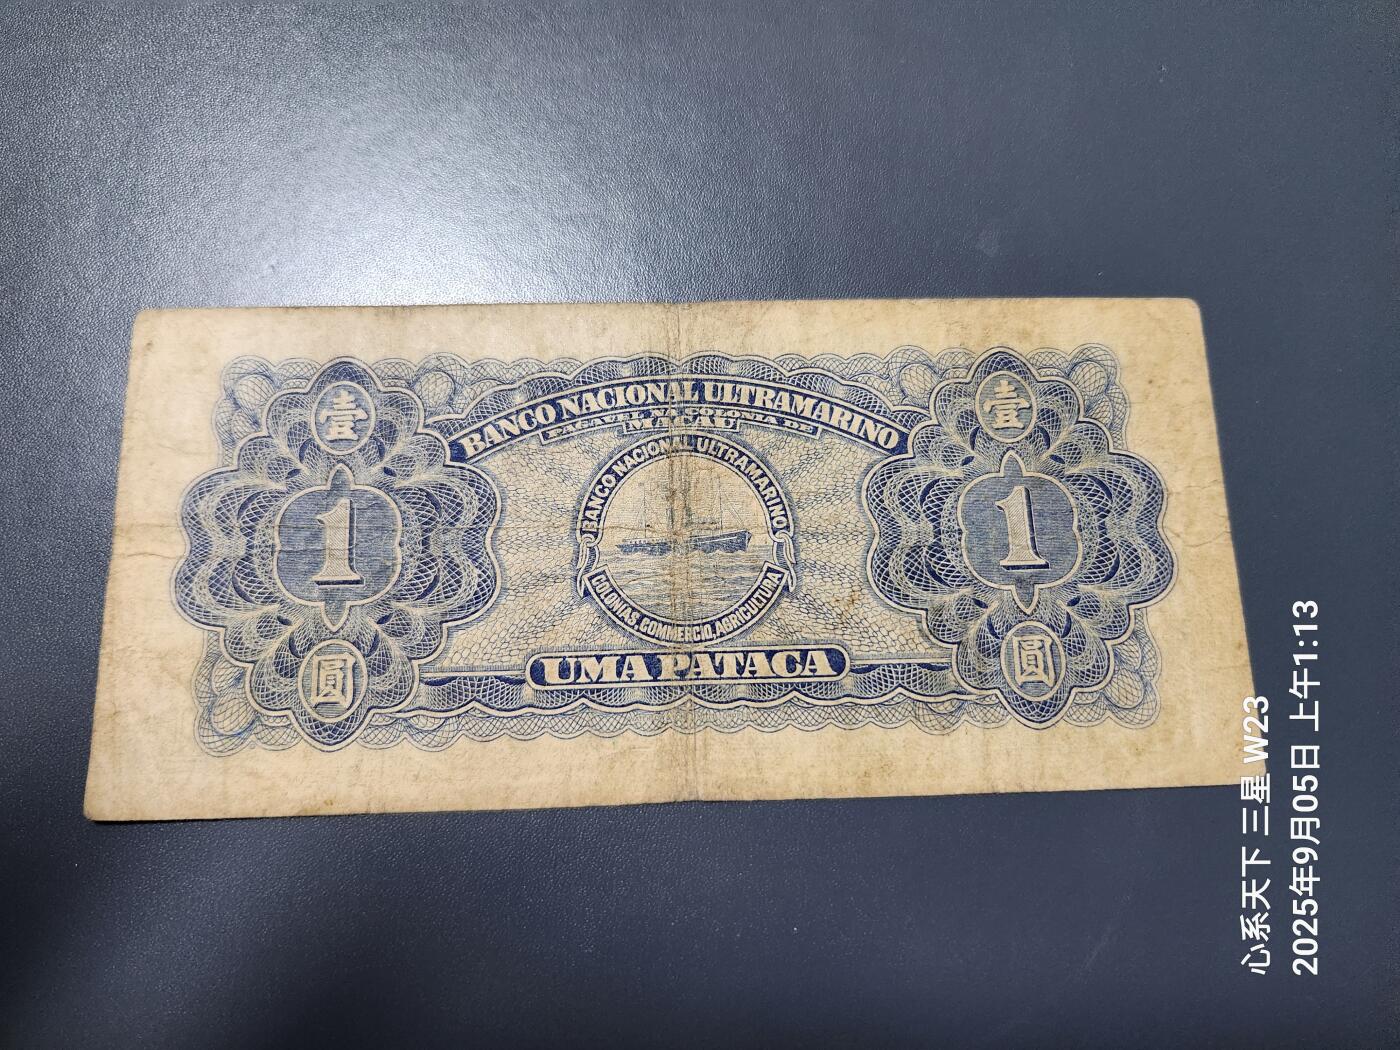 壹
壹
BANCO NACIONAL ULTRAMARINO
PAGAVEL NA COLONIA DE
MACAU
BANCO NACIONAL ULTRAMARINO
1
1
COLONIAS, COMMERCIO, AGRICULTURA
圓
圓
UMA PATACA
心系天下 三星 W23
2025年9月05日 上午1:13